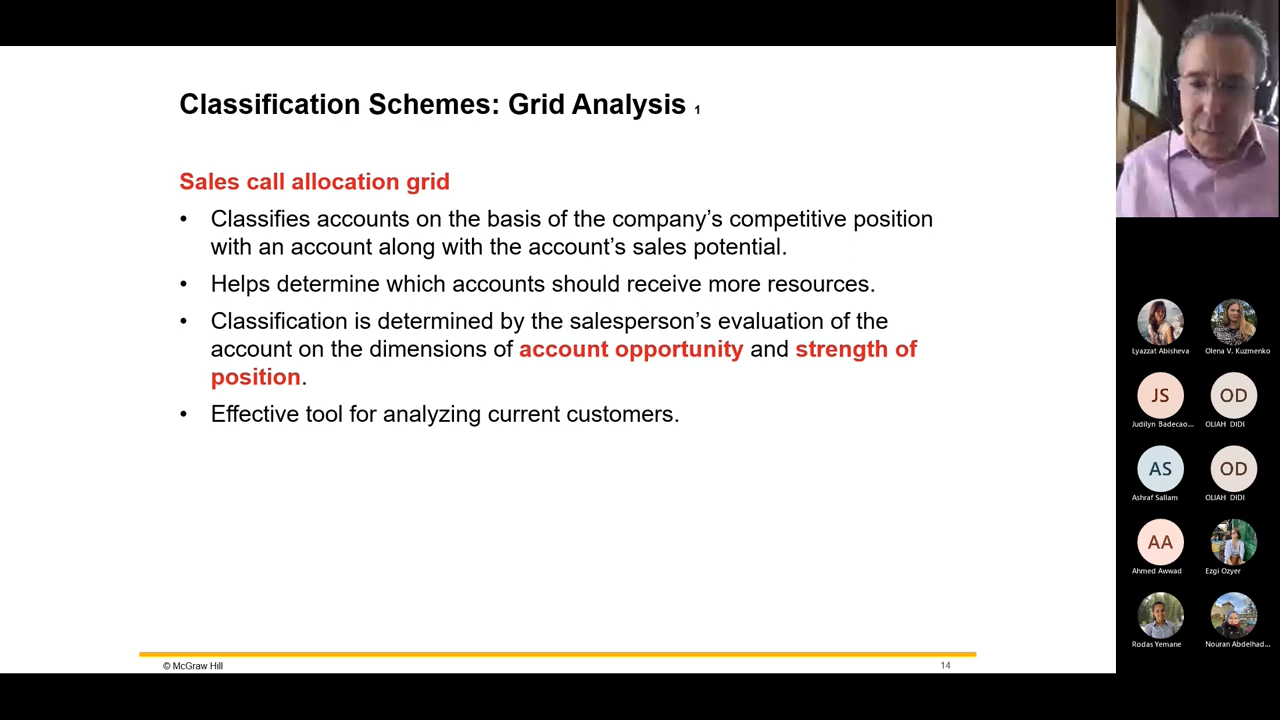 Classification Schemes: Grid Analysis 1
Sales call allocation grid
• Classifies accounts on the basis of the company's competitive position
with an account along with the account's sales potential.
• Helps determine which accounts should receive more resources.
• Classification is determined by the salesperson's evaluation of the
account on the dimensions of account opportunity and strength of
position.
• Effective tool for analyzing current customers.
© McGraw Hill
14
Lyazzat Abisheva
Olena V. Kuzmenko
JS
OD
Judilyn Badecao...
OLIAH DIDI
AS
OD
Ashraf Sallam
OLIAH DIDI
AA
Ahmed Awwad
Ezgi Ozyer
Rodas Yemane
Nouran Abdelhad...